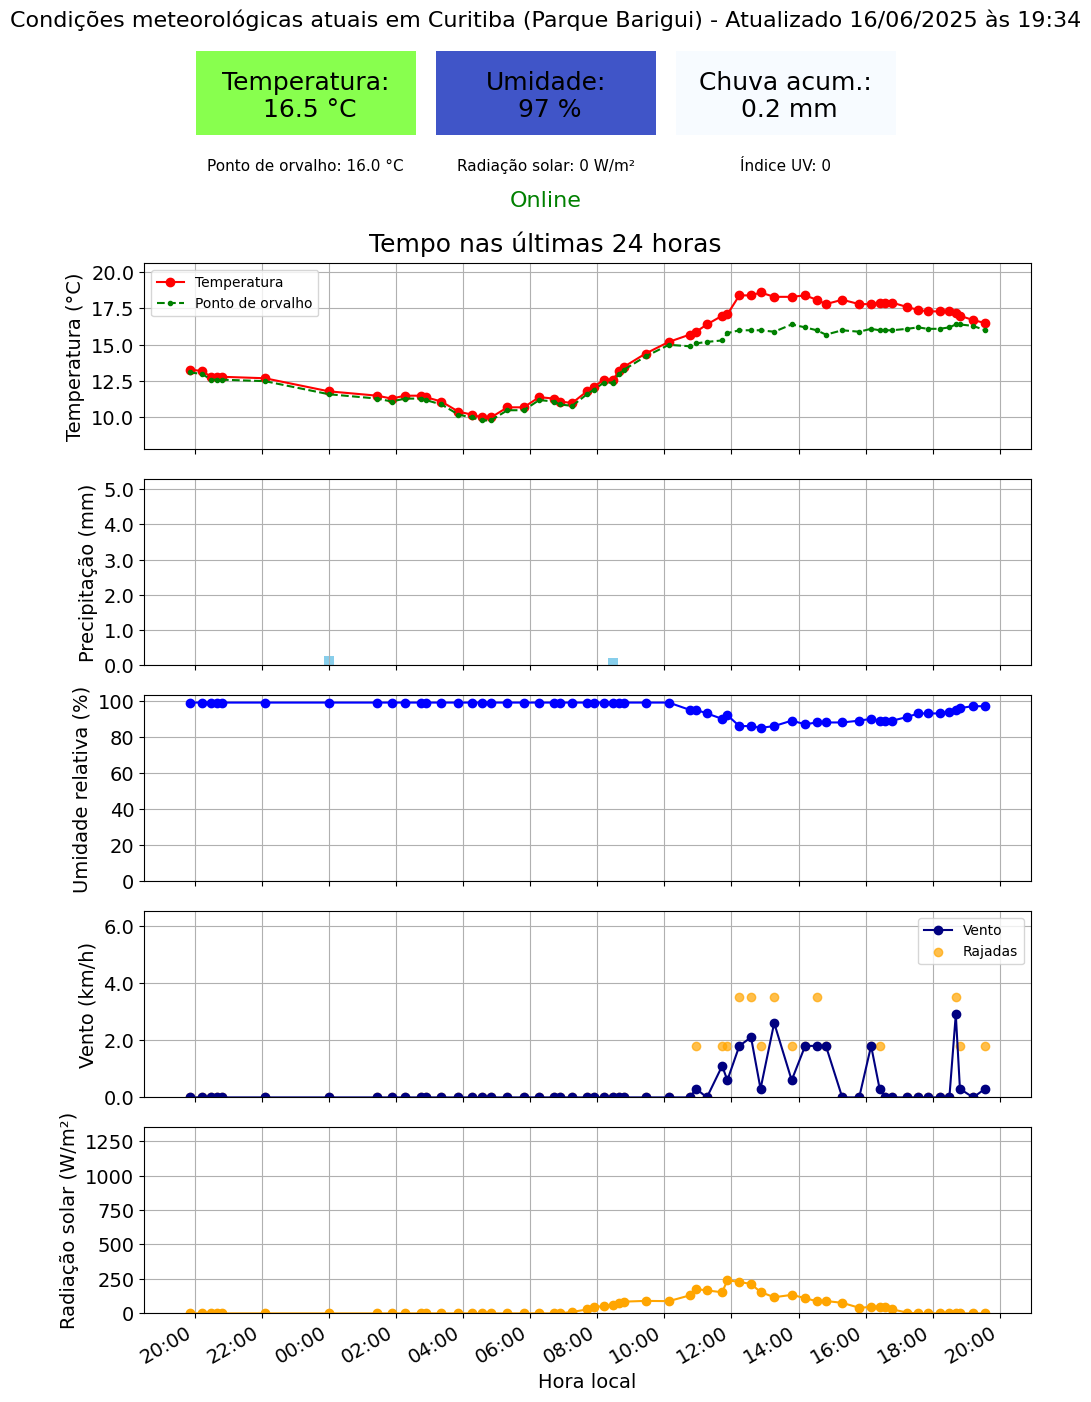 Condições meteorológicas atuais em Curitiba (Parque Barigui) - Atualizado 16/06/2025 às 19:34
Temperatura:
16.5 °C
Umidade:
97 %
Chuva acum.:
0.2 mm
Ponto de orvalho: 16.0 °C
Radiação solar: 0 W/m²
Índice UV: 0
Online
Tempo nas últimas 24 horas
Temperatura (°C)
20.0
17.5
15.0
12.5
10.0
Temperatura
Ponto de orvalho
Precipitação (mm)
5.0
4.0
3.0
2.0
1.0
0.0
Umidade relativa (%)
100
80
60
40
20
0
Vento (km/h)
6.0
4.0
2.0
0.0
Vento
Rajadas
Radiação solar (W/m²)
1250
1000
750
500
250
0
20:00
22:00
00:00
02:00
04:00
06:00
08:00
10:00
12:00
14:00
16:00
18:00
20:00
Hora local